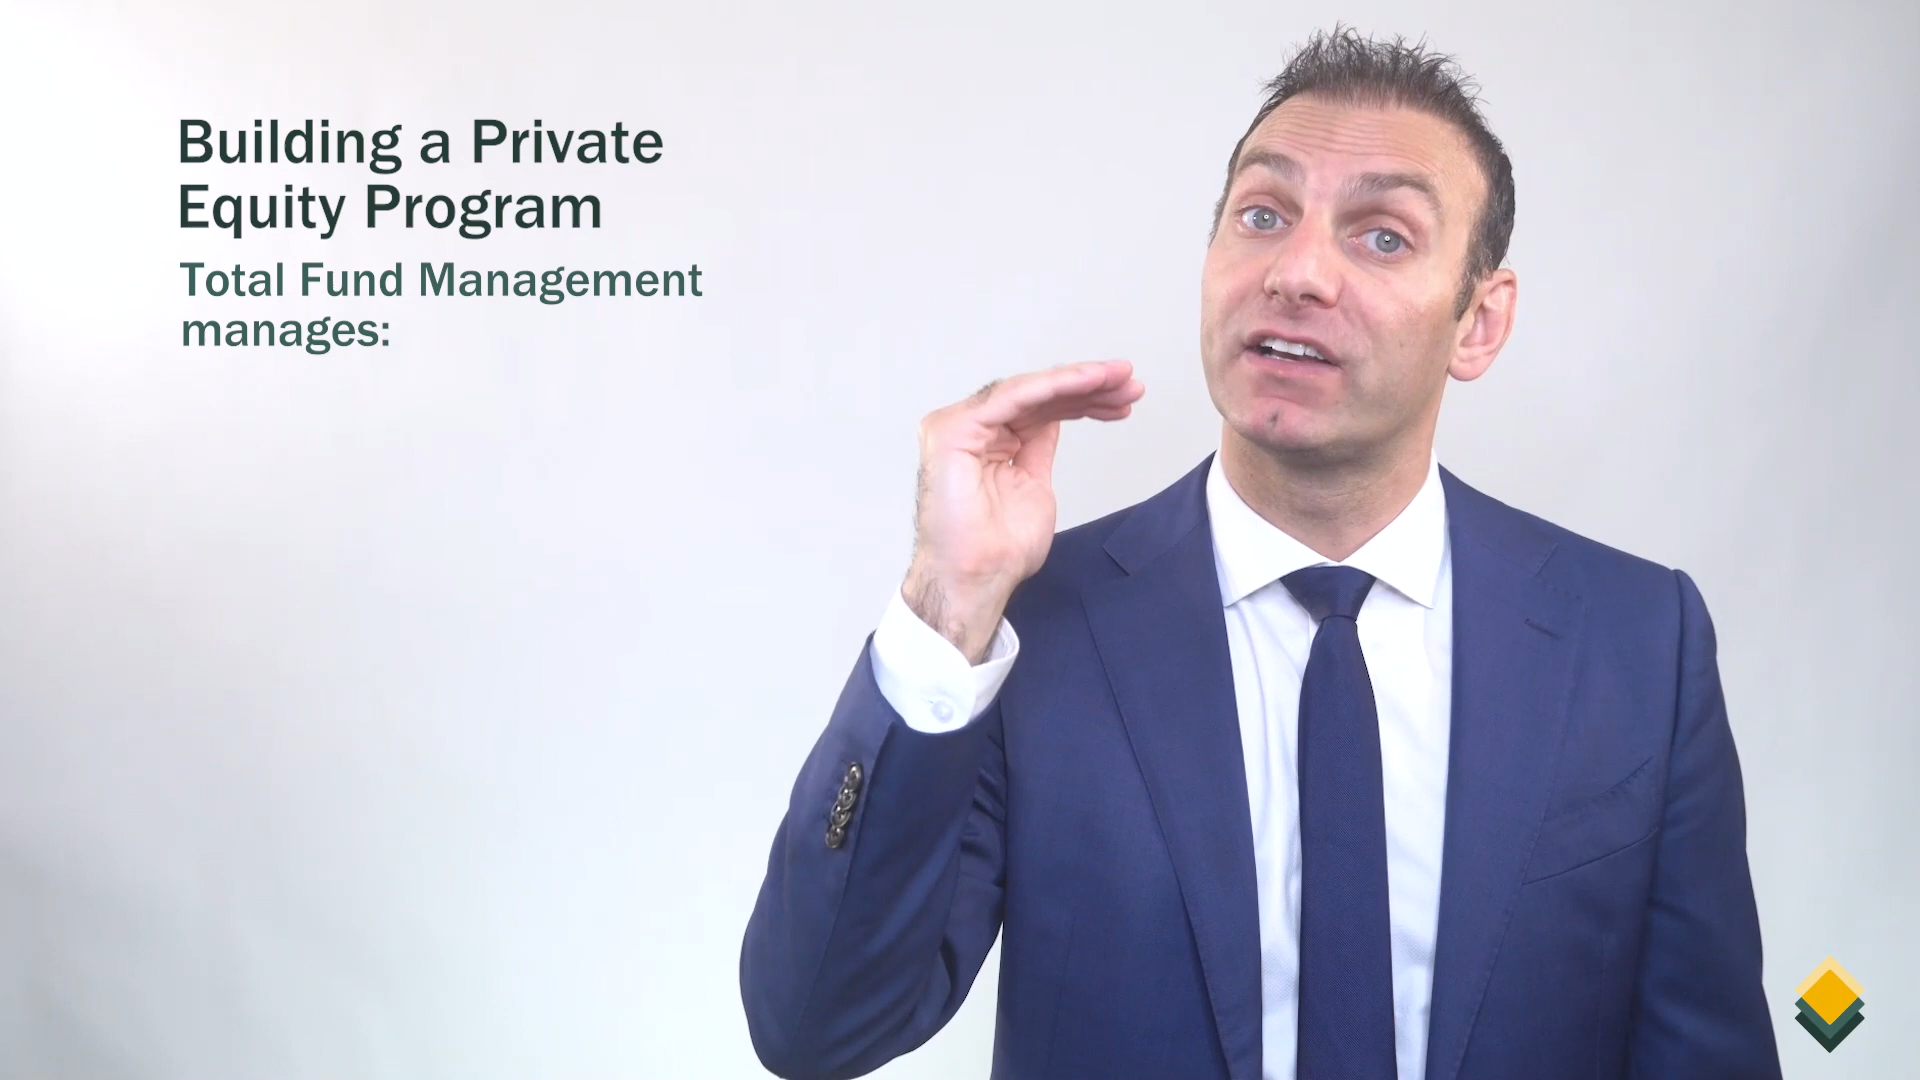 Building a Private
Equity Program
Total Fund Management
manages: